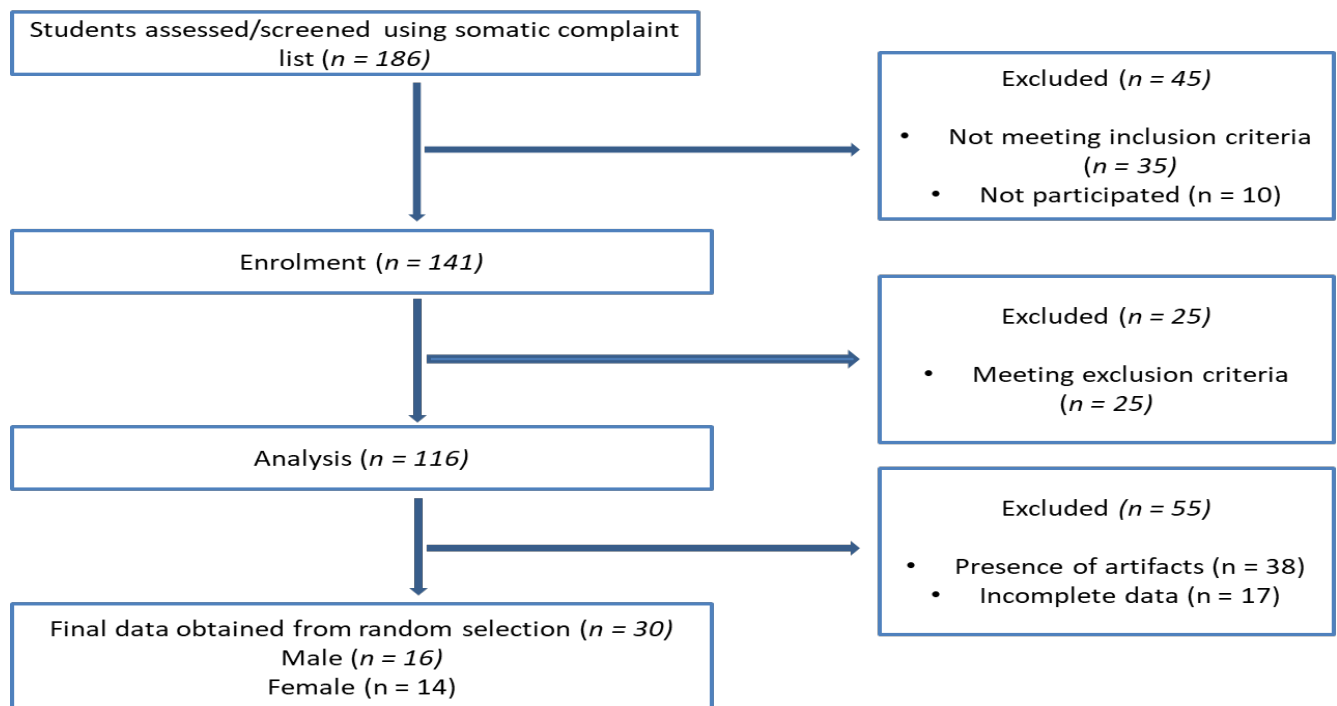 Students assessed/screened using somatic complaint
list (n = 186)
Excluded (n = 45)
• Not meeting inclusion criteria
(n = 35)
• Not participated (n = 10)
Enrolment (n = 141)
Excluded (n = 25)
• Meeting exclusion criteria
(n = 25)
Analysis (n = 116)
Excluded (n = 55)
• Presence of artifacts (n = 38)
• Incomplete data (n = 17)
Final data obtained from random selection (n = 30)
Male (n = 16)
Female (n = 14)